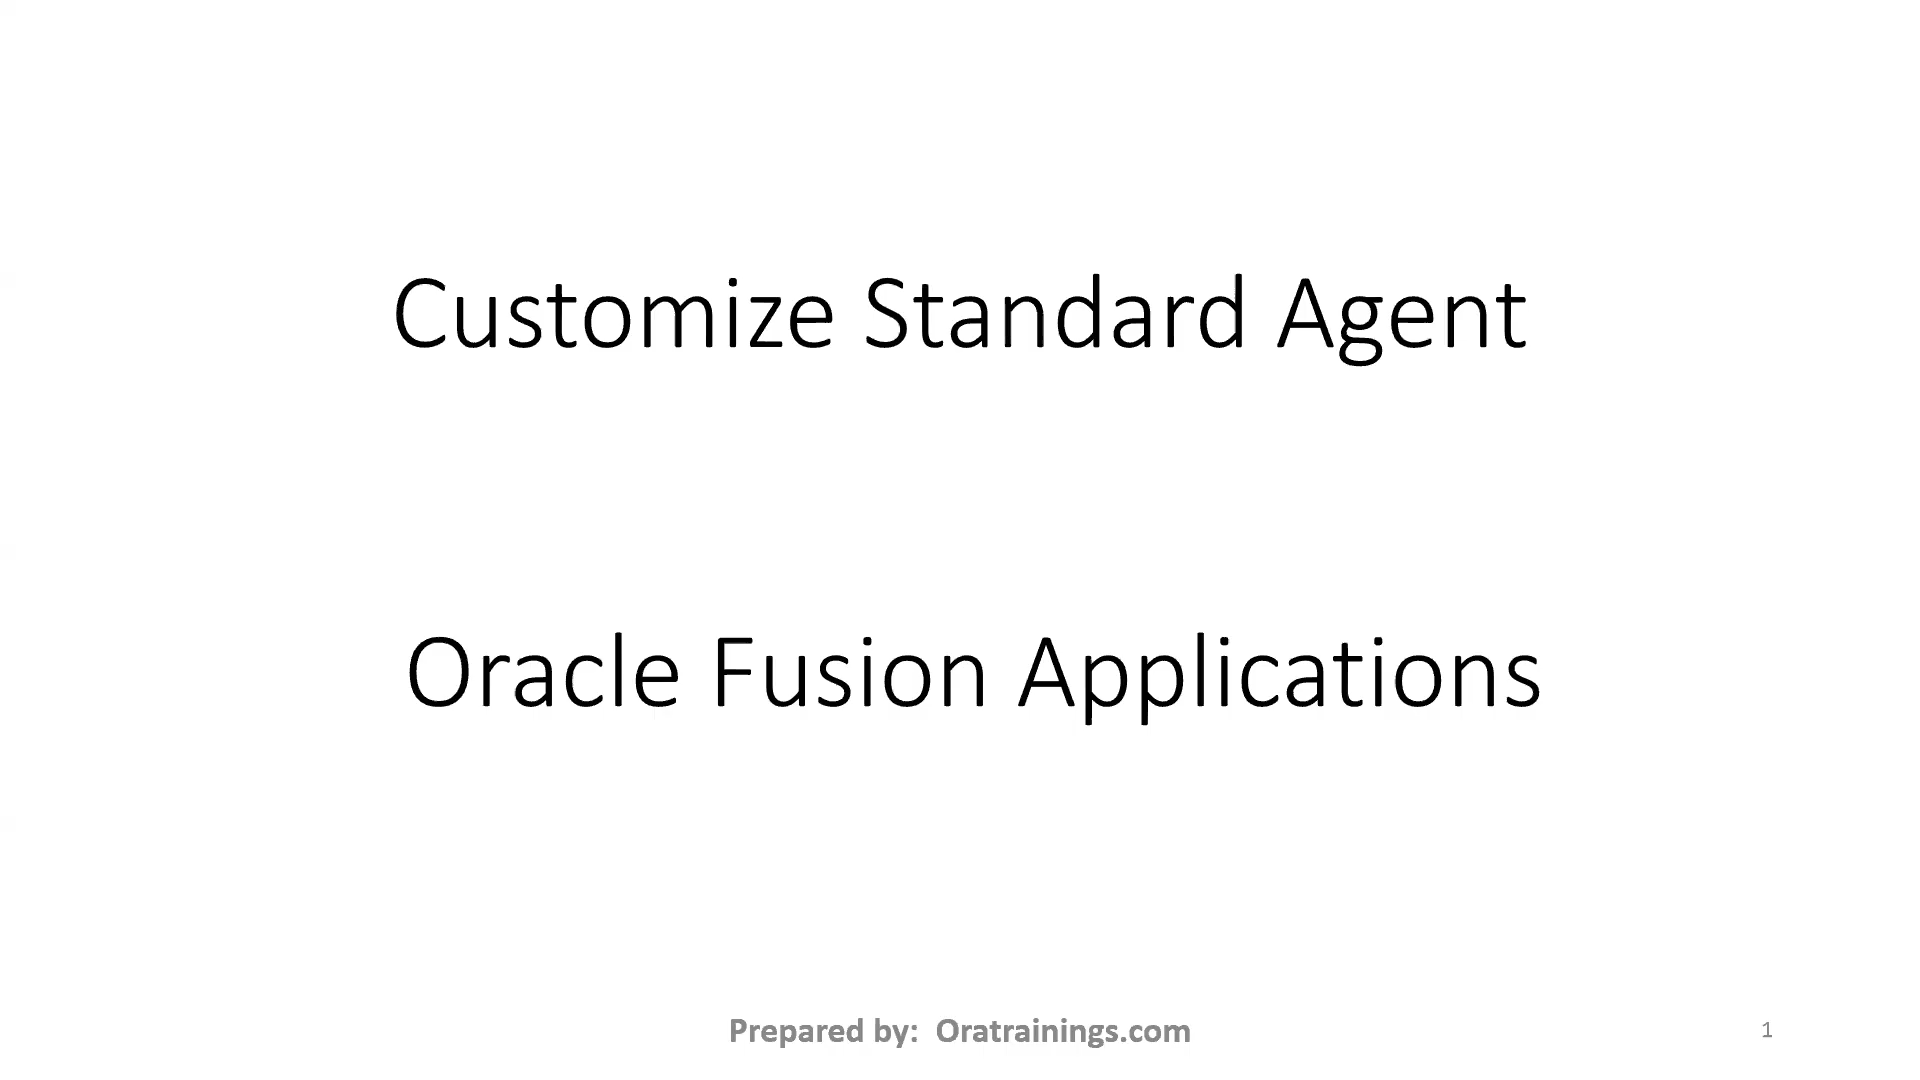 Customize Standard Agent
Oracle Fusion Applications
Prepared by: Oratrainings.com
1